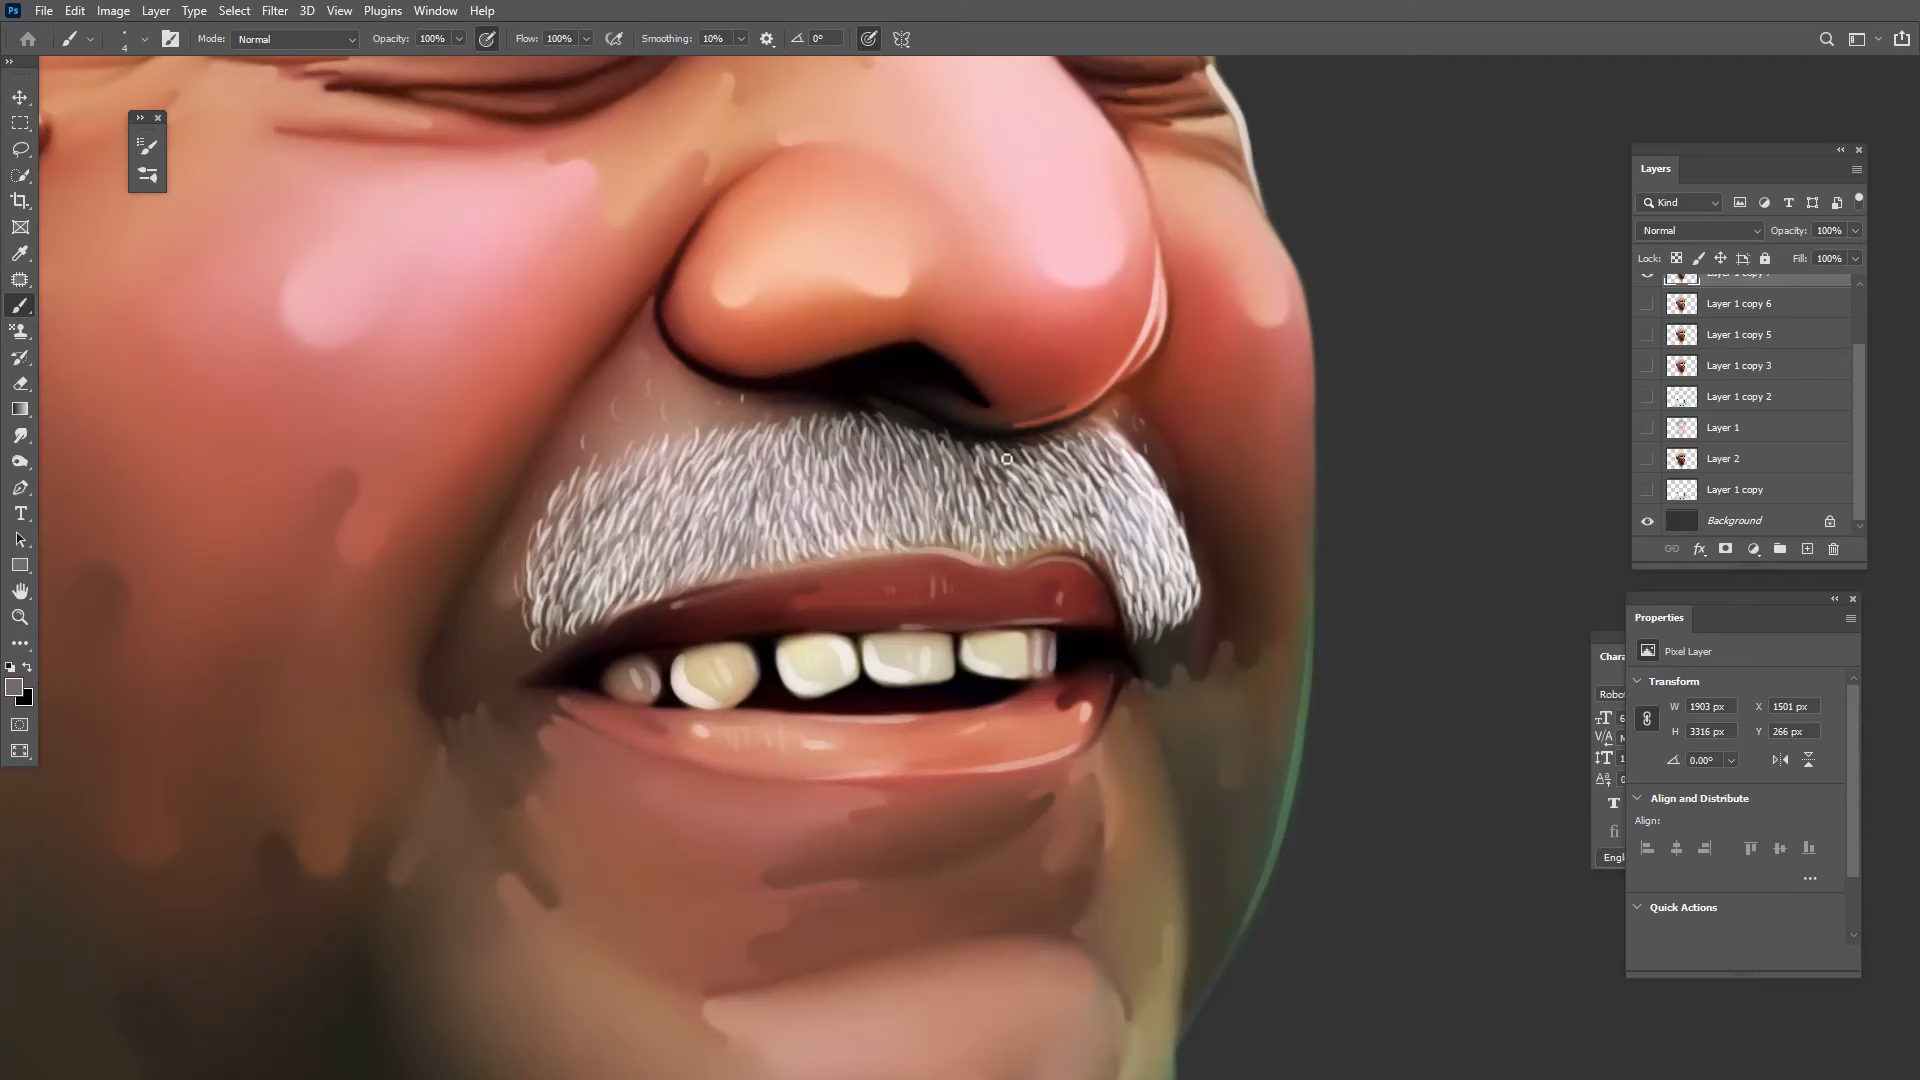 Ps File Edit Image Layer Type Select Filter 3D View Plugins Window Help
4 Mode: Normal Opacity: 100% Flow: 100% Smoothing: 10% 0°
Layers
Kind
Normal Opacity: 100%
Lock: Fill: 100%
Layer 1 copy 6
Layer 1 copy 5
Layer 1 copy 3
Layer 1 copy 2
Layer 1
Layer 2
Layer 1 copy
Background
Properties
Chara
Pixel Layer
Transform
Robo
W 1903 px X 1501 px
H 3316 px Y 266 px
0.00°
Align and Distribute
Align:
Engl
Quick Actions